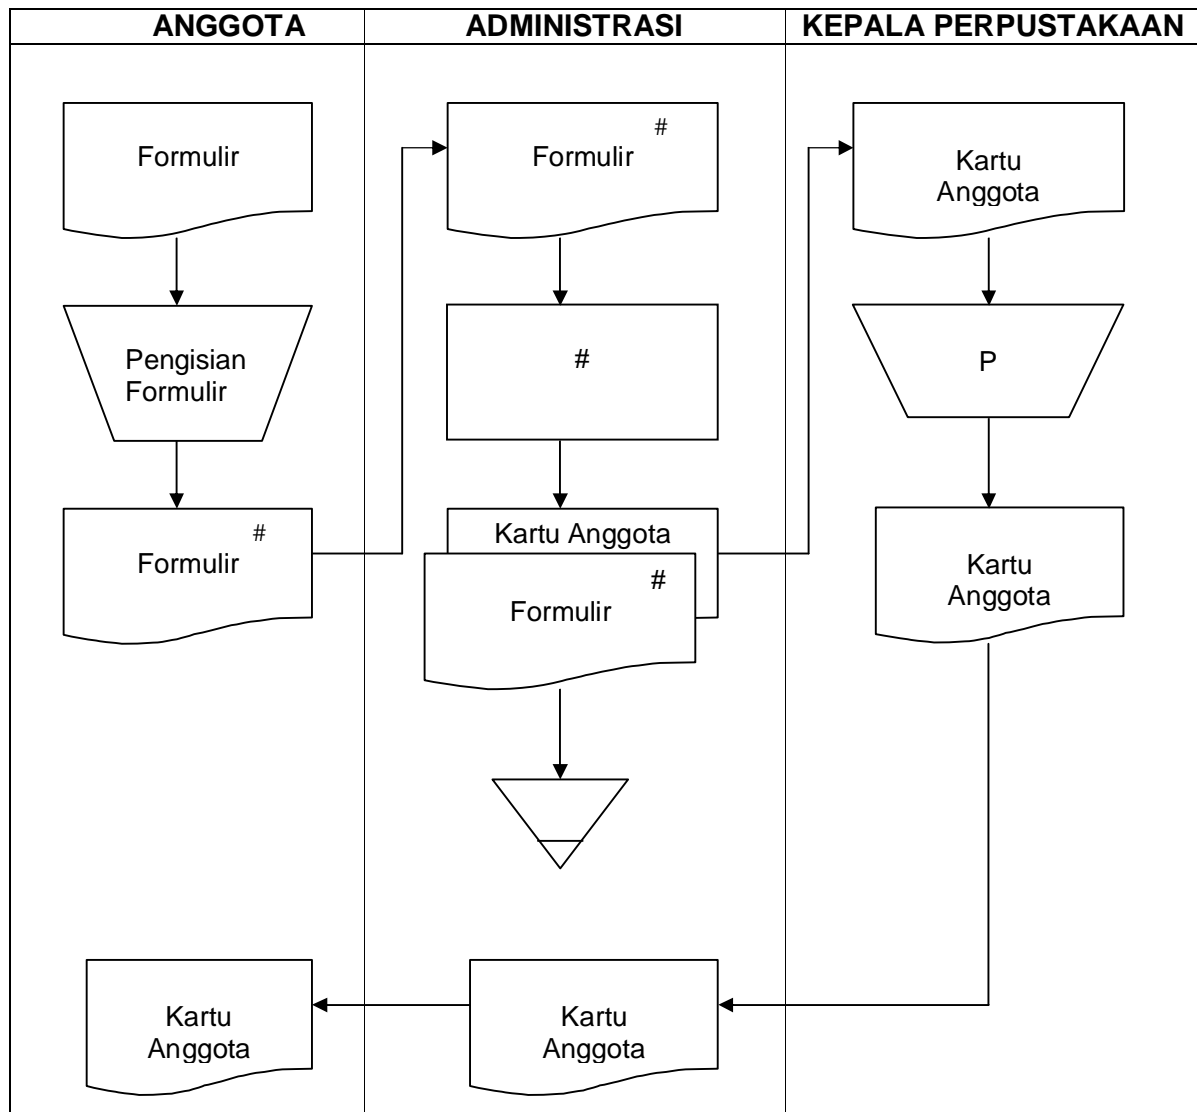 ANGGOTA
ADMINISTRASI
KEPALA PERPUSTAKAAN
Formulir
Pengisian
Formulir
#
Formulir
#
Formulir
#
Kartu Anggota
#
Formulir
Kartu
Anggota
P
Kartu
Anggota
Kartu
Anggota
Kartu
Anggota